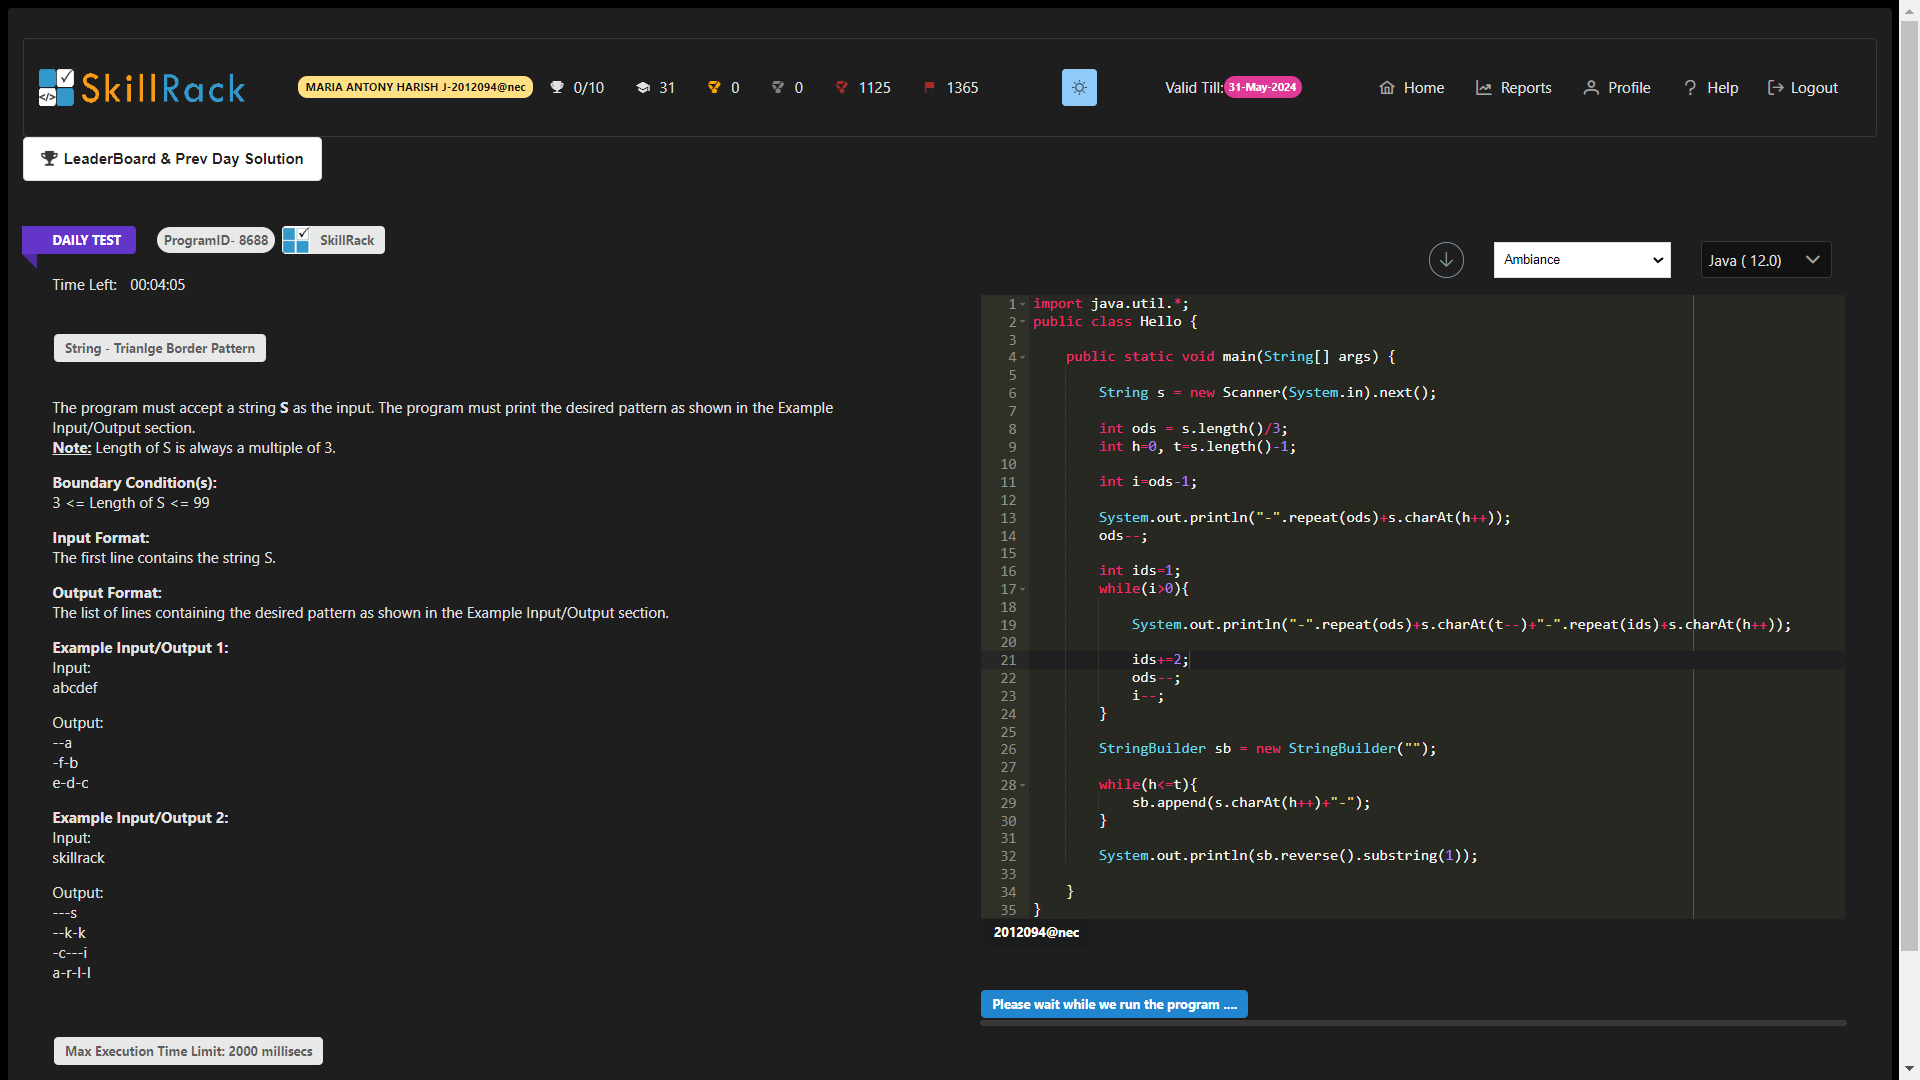 SkillRack
MARIA ANTONY HARISH J-2012094@nec
0/10
31
0
0
1125
1365
Valid Till:31-May-2024
Home
Reports
Profile
? Help
Logout
LeaderBoard & Prev Day Solution
DAILY TEST
ProgramID- 8688
SkillRack
Time Left: 00:04:05
String - Trianlge Border Pattern
The program must accept a string S as the input. The program must print the desired pattern as shown in the Example
Input/Output section.
Note: Length of S is always a multiple of 3.
Boundary Condition(s):
3 <= Length of S <= 99
Input Format:
The first line contains the string S.
Output Format:
The list of lines containing the desired pattern as shown in the Example Input/Output section.
Example Input/Output 1:
Input:
abcdef
Output:
--a
-f-b
e-d-c
Example Input/Output 2:
Input:
skillrack
Output:
---s
--k-k
-c---i
a-r-l-l
Max Execution Time Limit: 2000 millisecs
Ambiance
Java ( 12.0)
1 import java.util.*;
2 public class Hello {
3
4     public static void main(String[] args) {
5
6         String s = new Scanner(System.in).next();
7
8         int ods = s.length()/3;
9         int h=0, t=s.length()-1;
10
11         int i=ods-1;
12
13         System.out.println("-".repeat(ods)+s.charAt(h++));
14         ods--;
15
16         int ids=1;
17         while(i>0){
18
19             System.out.println("-".repeat(ods)+s.charAt(t--)+"-".repeat(ids)+s.charAt(h++));
20
21             ids+=2;
22             ods--;
23             i--;
24         }
25
26         StringBuilder sb = new StringBuilder("");
27
28         while(h<=t){
29             sb.append(s.charAt(h++)+"-");
30         }
31
32         System.out.println(sb.reverse().substring(1));
33
34     }
35 }
2012094@nec
Please wait while we run the program ....